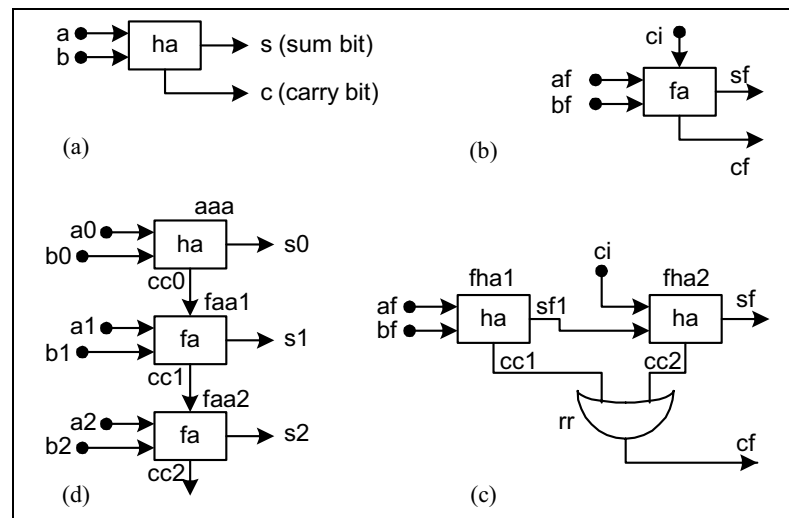 a
b
ha
s (sum bit)
c (carry bit)
(a)
ci
af
bf
fa
sf
cf
(b)
aaa
a0
b0
ha
s0
cc0
faa1
a1
b1
fa
s1
cc1
faa2
a2
b2
fa
s2
cc2
(d)
ci
fha1
fha2
af
bf
ha
sf1
ha
sf
cc1
cc2
rr
cf
(c)